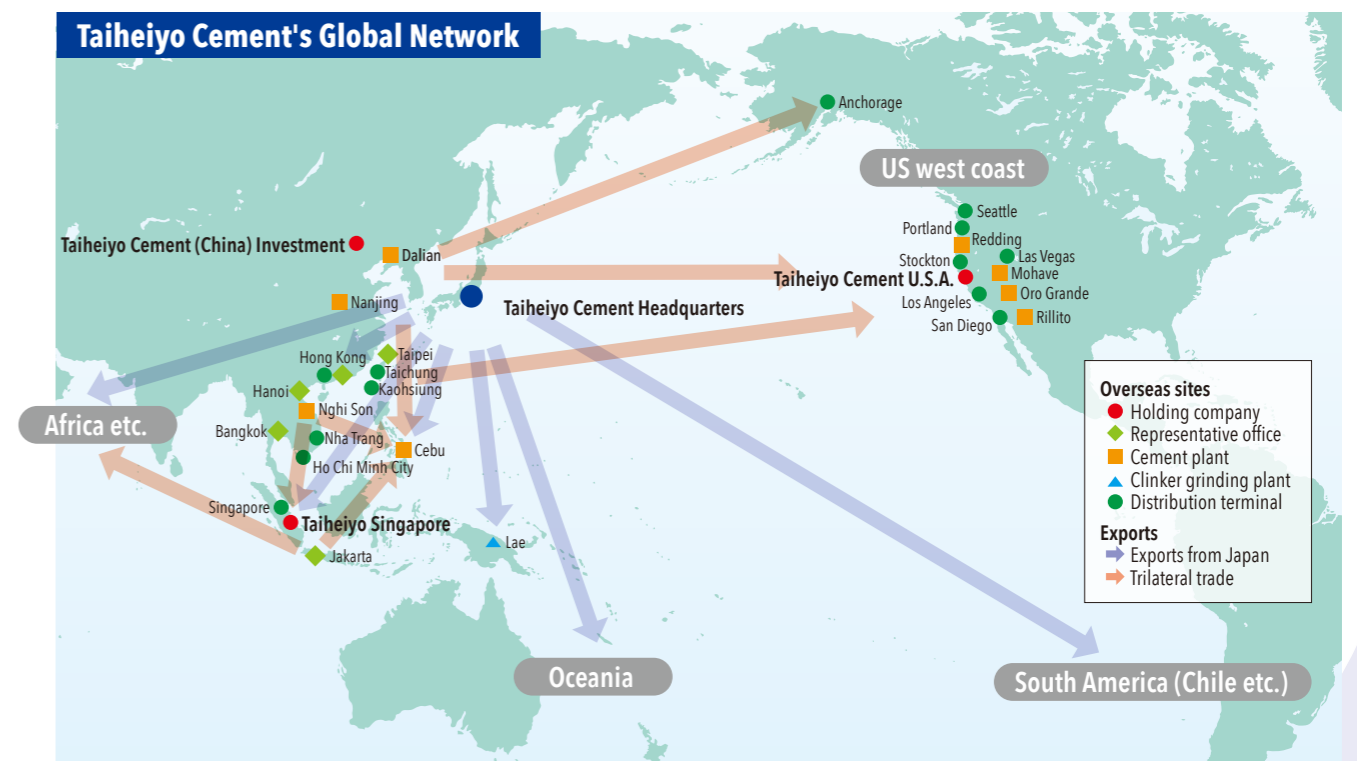 Taiheiyo Cement's Global Network
Anchorage
US west coast
Seattle
Portland
Redding
Stockton
Las Vegas
Taiheiyo Cement U.S.A.
Mohave
Los Angeles
Oro Grande
San Diego
Rillito
Taiheiyo Cement (China) Investment
Dalian
Nanjing
Taiheiyo Cement Headquarters
Hong Kong
Taipei
Taichung
Kaohsiung
Hanoi
Nghi Son
Africa etc.
Bangkok
Nha Trang
Cebu
Ho Chi Minh City
Singapore
Taiheiyo Singapore
Jakarta
Lae
Oceania
South America (Chile etc.)
Overseas sites
Holding company
Representative office
Cement plant
Clinker grinding plant
Distribution terminal
Exports
Exports from Japan
Trilateral trade